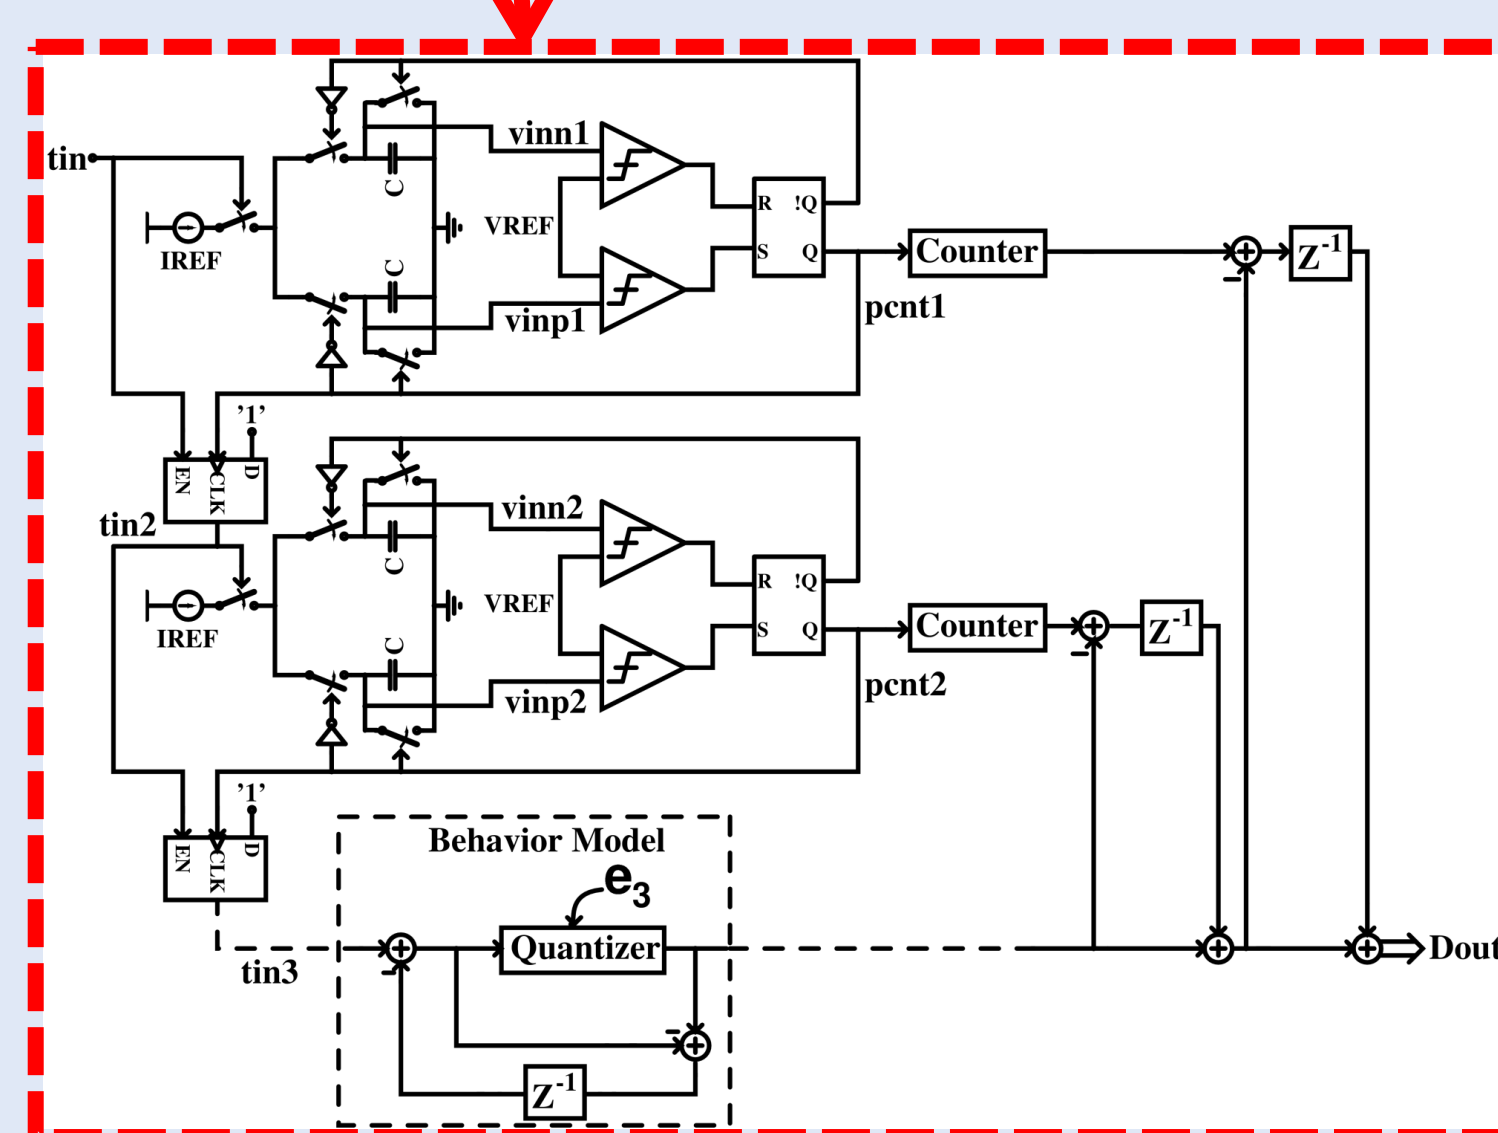 tin
IREF
C
C
vinn1
VREF
vinp1
R !Q
S Q
Counter
pcnt1
Z-1
'1'
EN
CLK
D
tin2
IREF
C
C
vinn2
VREF
vinp2
R !Q
S Q
Counter
pcnt2
Z-1
'1'
EN
CLK
D
tin3
Behavior Model
e3
Quantizer
Z-1
Dout